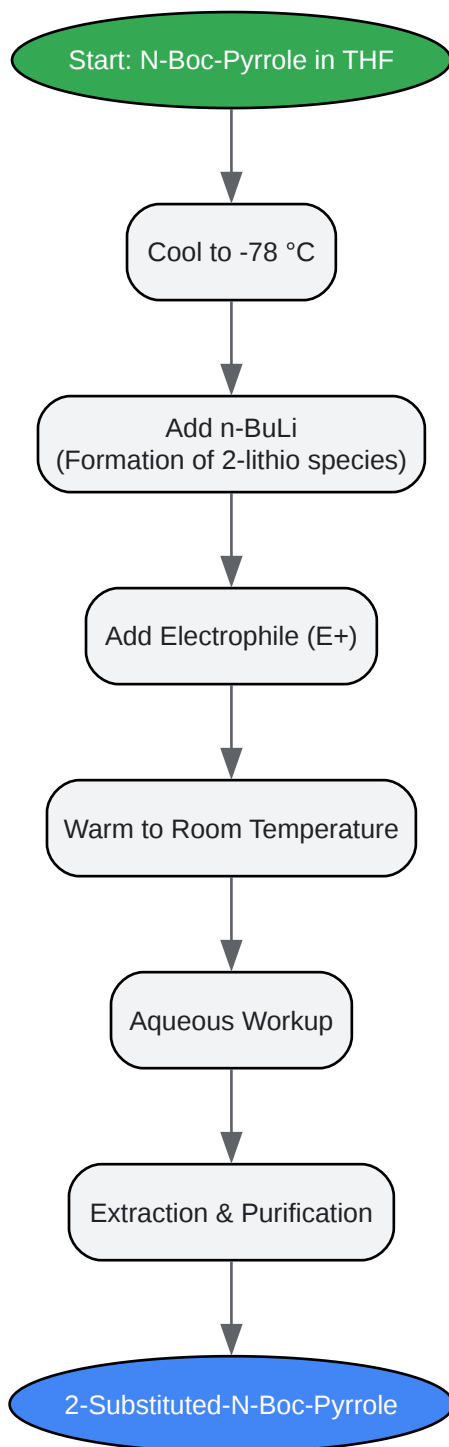 Start: N-Boc-Pyrrole in THF
Cool to -78 °C
Add n-BuLi
(Formation of 2-lithio species)
Add Electrophile (E+)
Warm to Room Temperature
Aqueous Workup
Extraction & Purification
2-Substituted-N-Boc-Pyrrole